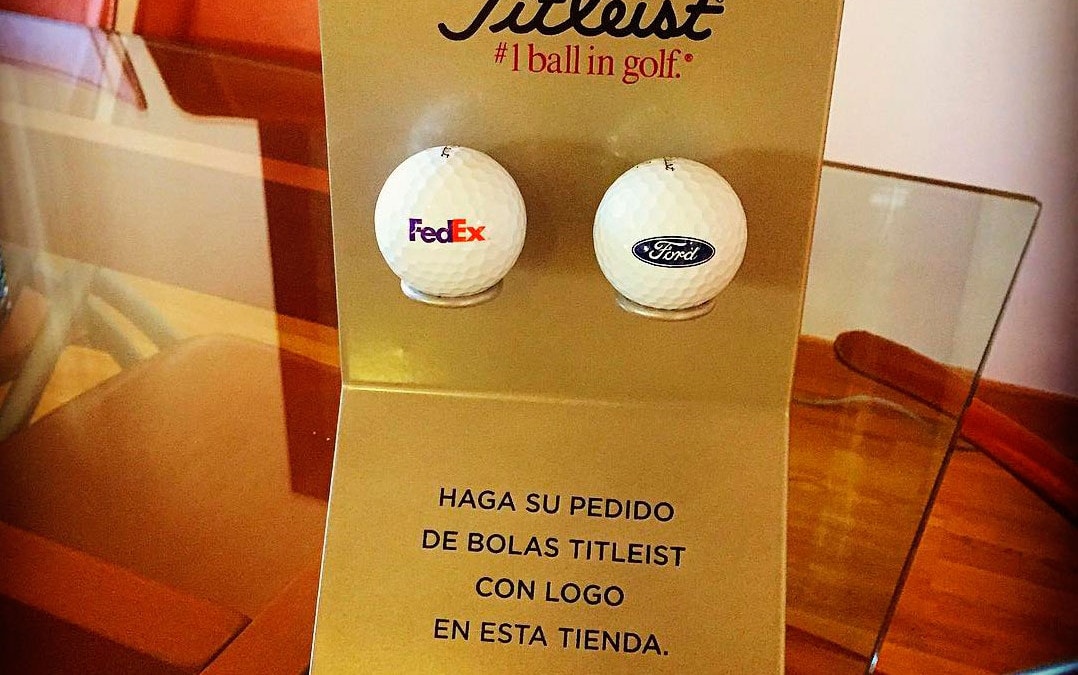 Titleist®
#1 ball in golf.®
FedEx
Ford
HAGA SU PEDIDO
DE BOLAS TITLEIST
CON LOGO
EN ESTA TIENDA.